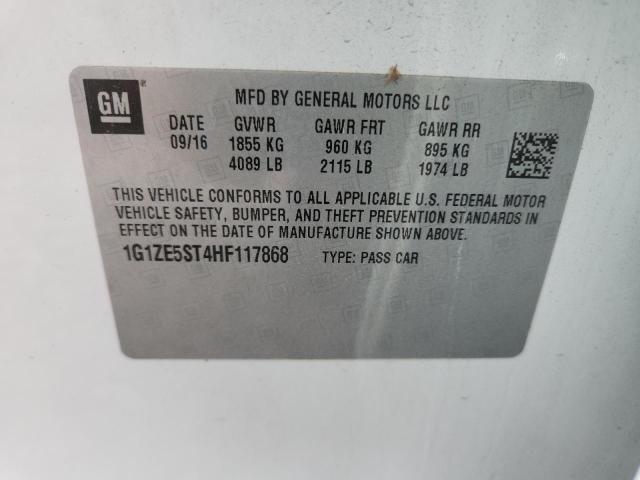 GM
MFD BY GENERAL MOTORS LLC
DATE GVWR GAWR FRT GAWR RR
09/16 1855 KG 960 KG 895 KG
4089 LB 2115 LB 1974 LB
THIS VEHICLE CONFORMS TO ALL APPLICABLE U.S. FEDERAL MOTOR
VEHICLE SAFETY, BUMPER, AND THEFT PREVENTION STANDARDS IN
EFFECT ON THE DATE OF MANUFACTURE SHOWN ABOVE.
1G1ZE5ST4HF117868 TYPE: PASS CAR